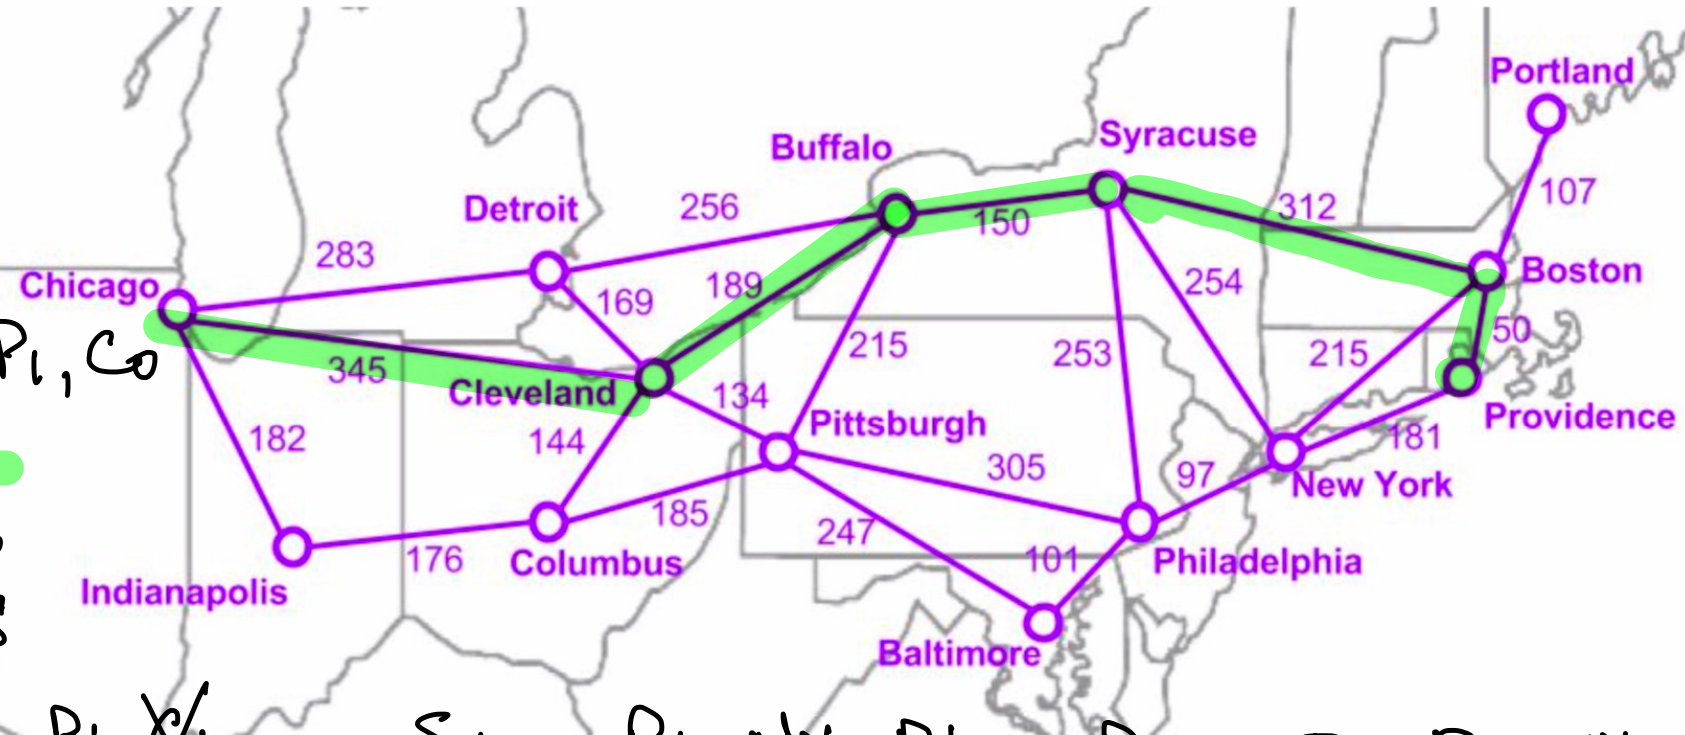 Portland
Syracuse
Buffalo
107
Detroit
256
150
312
283
Chicago
Boston
189
254
169
50
P1, Co
345
215
253
215
Cleveland
134
Providence
Pittsburgh
182
144
181
305
97
New York
185
247
176
Columbus
101
Philadelphia
Indianapolis
Baltimore